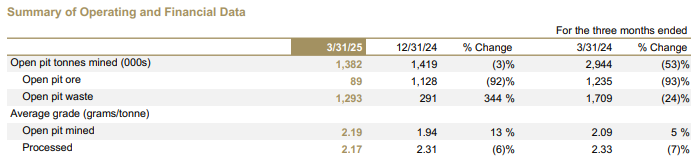 Summary of Operating and Financial Data
For the three months ended
3/31/25 12/31/24 % Change 3/31/24 % Change
Open pit tonnes mined (000s) 1,382 1,419 (3)% 2,944 (53)%
Open pit ore 89 1,128 (92)% 1,235 (93)%
Open pit waste 1,293 291 344 % 1,709 (24)%
Average grade (grams/tonne)
Open pit mined 2.19 1.94 13 % 2.09 5 %
Processed 2.17 2.31 (6)% 2.33 (7)%